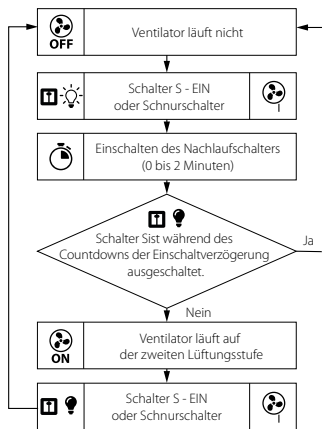 OFF
Ventilator läuft nicht
Schalter S - EIN
oder Schnurschalter
Einschalten des Nachlaufschalters
(0 bis 2 Minuten)
Schalter Sist während des
Countdowns der Einschaltverzögerung
ausgeschaltet.
Ja
Nein
ON
Ventilator läuft auf
der zweiten Lüftungsstufe
Schalter S - EIN
oder Schnurschalter